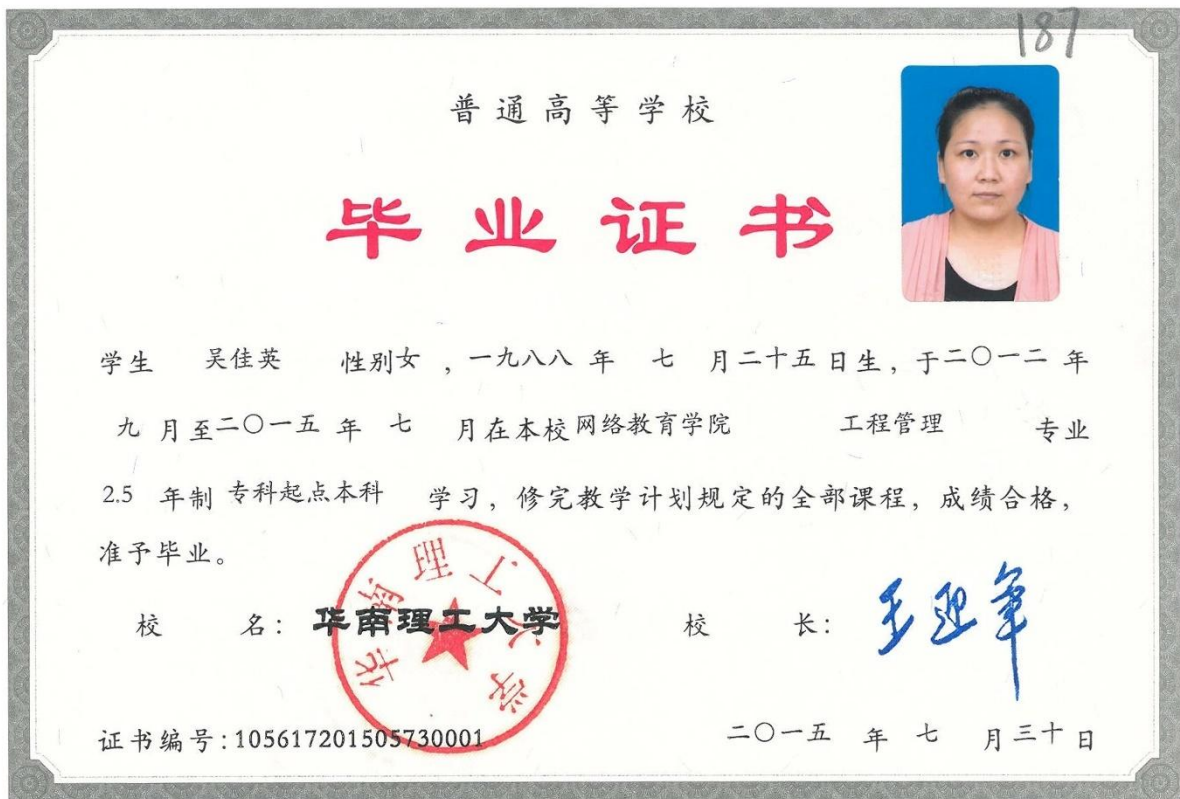 187
普通高等学校
毕业证书
学生 吴佳英 性别女 ，一九八八 年 七 月二十五日生，于二〇一二 年
九 月至二〇一五 年 七 月在本校网络教育学院 工程管理 专业
2.5 年制 专科起点本科 学习，修完教学计划规定的全部课程，成绩合格，
准予毕业。
华南理工大学
校 名：华南理工大学 校 长：王迎军
证书编号：105617201505730001 二〇一五 年 七 月三十日